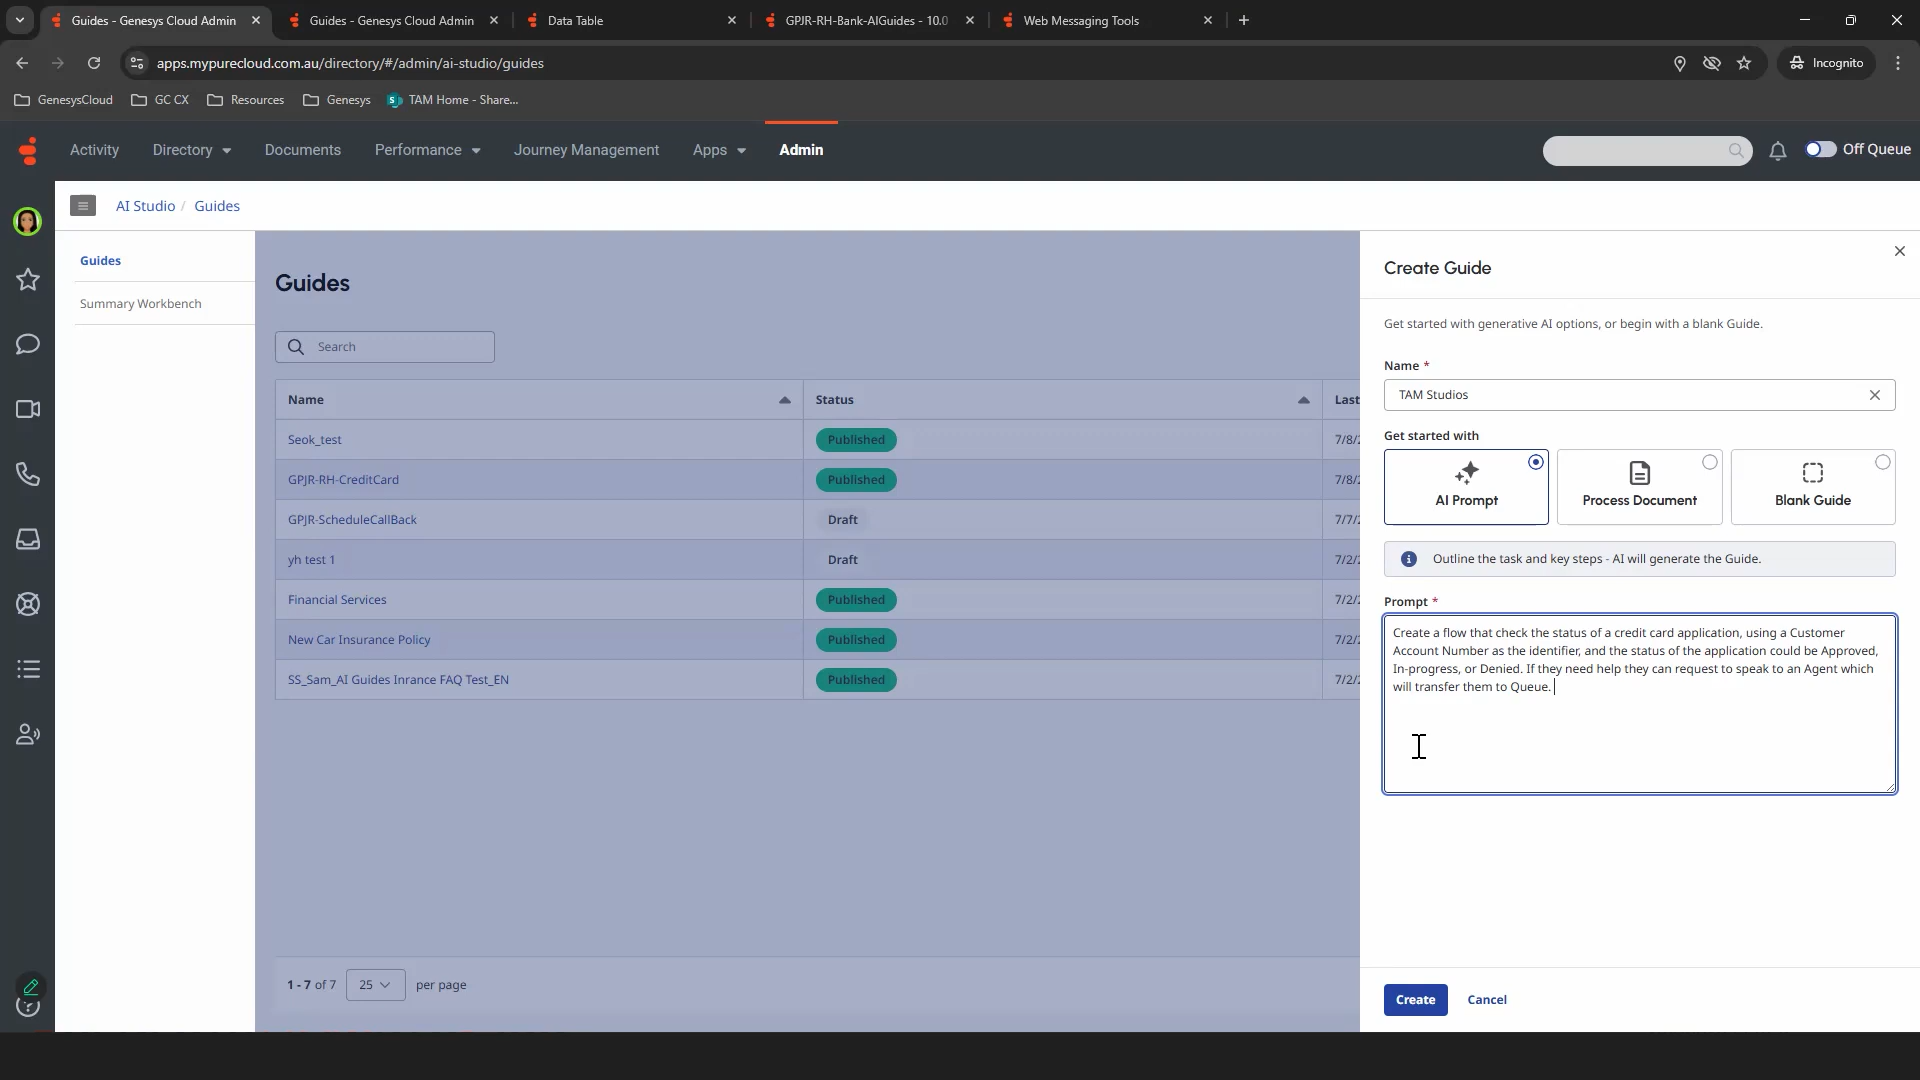 Guides - Genesys Cloud Admin
Guides - Genesys Cloud Admin
Data Table
GPJR-RH-Bank-AIGuides - 10.0
Web Messaging Tools
apps.mypurecloud.com.au/directory/#/admin/ai-studio/guides
Incognito
GenesysCloud
GC CX
Resources
Genesys
TAM Home - Share...
Activity
Directory
Documents
Performance
Journey Management
Apps
Admin
Off Queue
AI Studio / Guides
Guides
Summary Workbench
Guides
Search
Name
Status
Last
Seok_test
Published
7/8/2
GPJR-RH-CreditCard
Published
7/8/2
GPJR-ScheduleCallBack
Draft
7/7/2
yh test 1
Draft
7/2/2
Financial Services
Published
7/2/2
New Car Insurance Policy
Published
7/2/2
SS_Sam_AI Guides Inrance FAQ Test_EN
Published
7/2/2
1 - 7 of 7
25
per page
Create Guide
Get started with generative AI options, or begin with a blank Guide.
Name *
TAM Studios
Get started with
AI Prompt
Process Document
Blank Guide
Outline the task and key steps - AI will generate the Guide.
Prompt *
Create a flow that check the status of a credit card application, using a Customer
Account Number as the identifier, and the status of the application could be Approved,
In-progress, or Denied. If they need help they can request to speak to an Agent which
will transfer them to Queue.
Create
Cancel